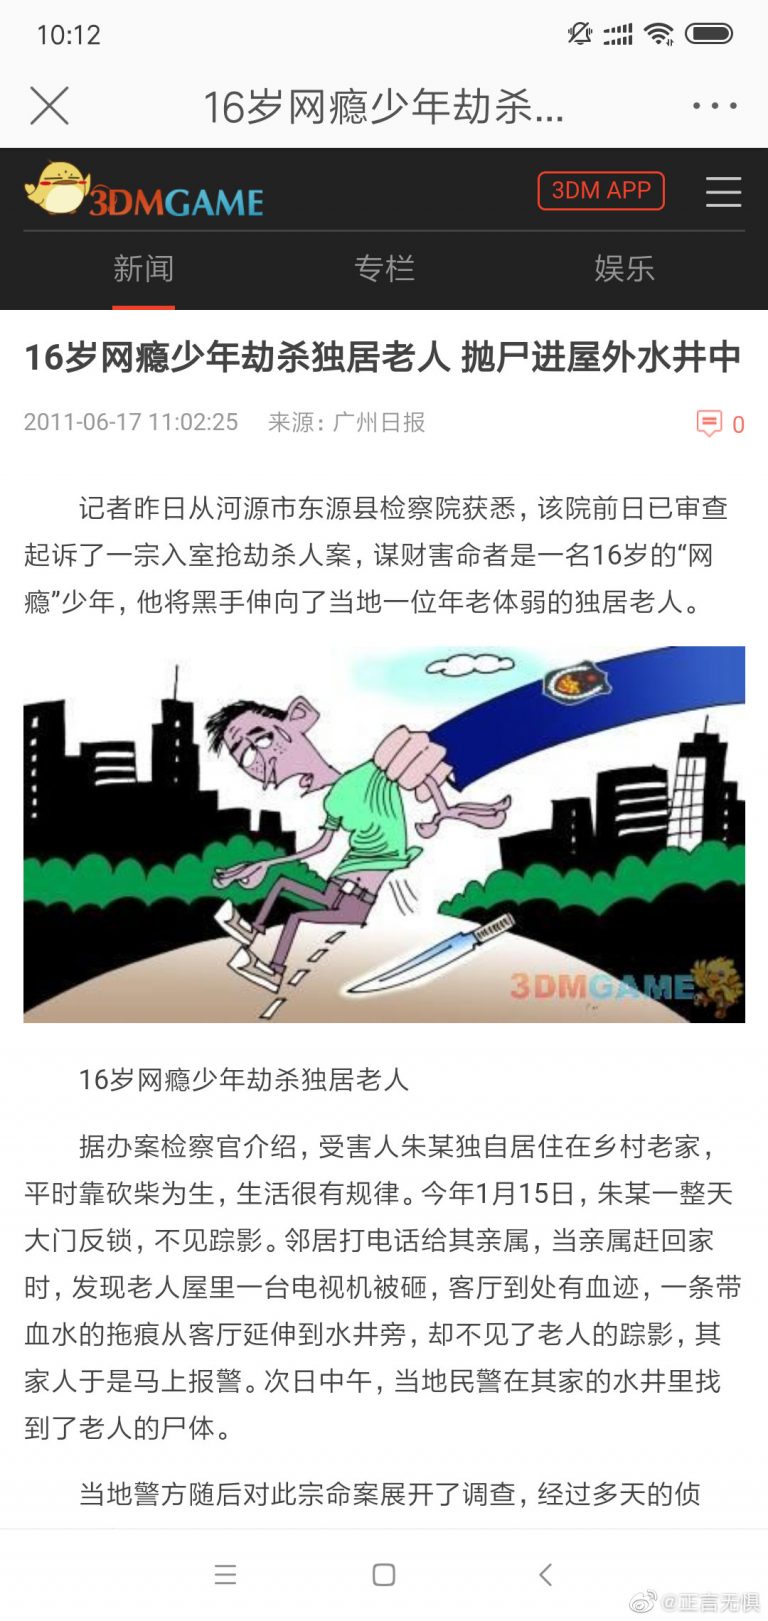 10:12
16岁网瘾少年劫杀...
3DMGAME
3DM APP
新闻
专栏
娱乐
16岁网瘾少年劫杀独居老人 抛尸进屋外水井中
2011-06-17 11:02:25 来源：广州日报
0
记者昨日从河源市东源县检察院获悉，该院前日已审查
起诉了一宗入室抢劫杀人案，谋财害命者是一名16岁的“网
瘾”少年，他将黑手伸向了当地一位年老体弱的独居老人。
3DMGAME
16岁网瘾少年劫杀独居老人
据办案检察官介绍，受害人朱某独自居住在乡村老家，
平时靠砍柴为生，生活很有规律。今年1月15日，朱某一整天
大门反锁，不见踪影。邻居打电话给其亲属，当亲属赶回家
时，发现老人屋里一台电视机被砸，客厅到处有血迹，一条带
血水的拖痕从客厅延伸到水井旁，却不见了老人的踪影，其
家人于是马上报警。次日中午，当地民警在其家的水井里找
到了老人的尸体。
当地警方随后对此宗命案展开了调查，经过多天的侦
@正言无惧